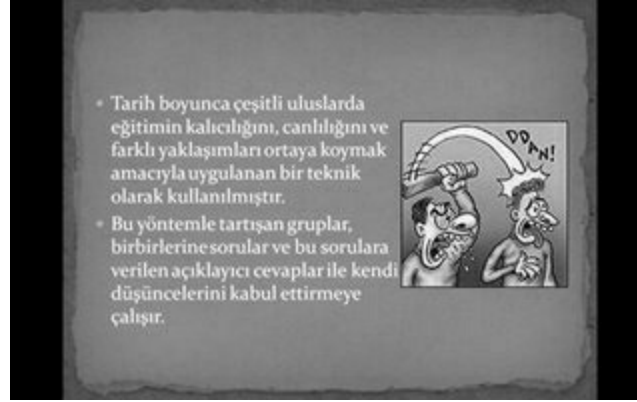 Tarih boyunca çeşitli uluslarda
eğitimin kalıcılığını, canlılığını ve
farklı yaklaşımları ortaya koymak
amacıyla uygulanan bir teknik
olarak kullanılmıştır.
Bu yöntemle tartışan gruplar,
birbirlerine sorular ve bu sorulara
verilen açıklayıcı cevaplar ile kendi
düşüncelerini kabul ettirmeye
çalışır.